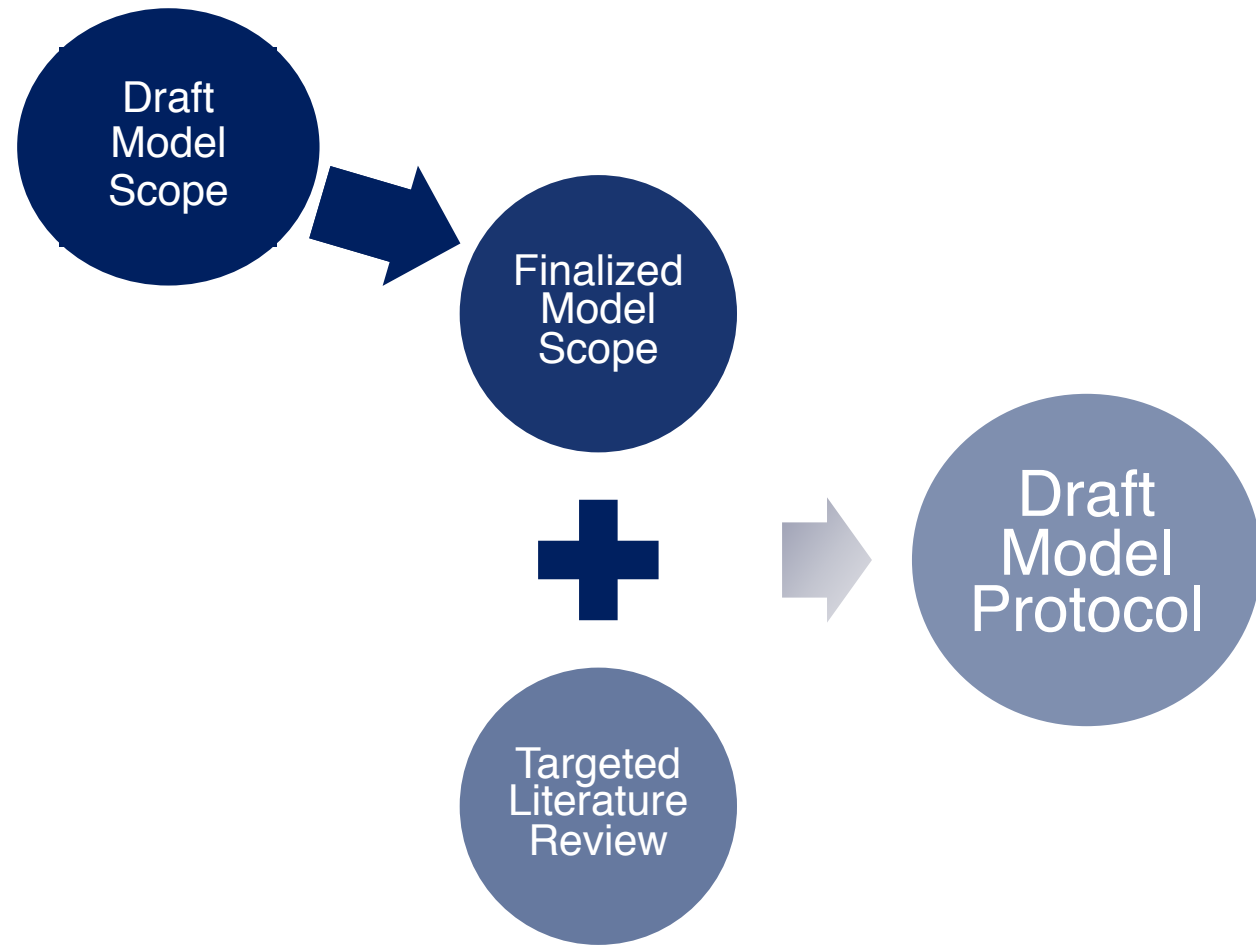 Draft
Model
Scope
Finalized
Model
Scope
Targeted
Literature
Review
Draft
Model
Protocol